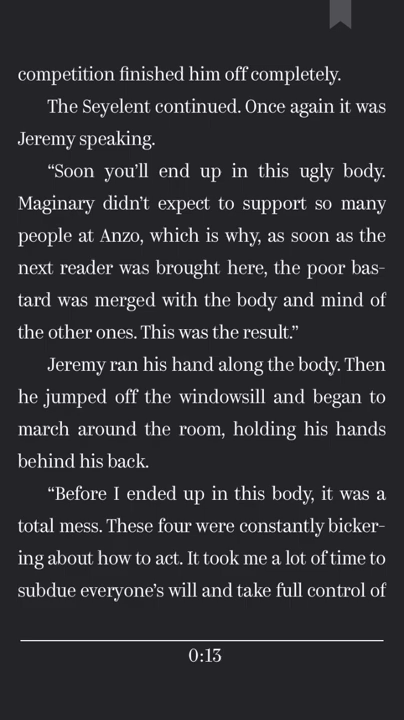 competition finished him off completely.
The Seyelent continued. Once again it was
Jeremy speaking.
“Soon you’ll end up in this ugly body.
Maginary didn’t expect to support so many
people at Anzo, which is why, as soon as the
next reader was brought here, the poor bas-
tard was merged with the body and mind of
the other ones. This was the result.”
Jeremy ran his hand along the body. Then
he jumped off the windowsill and began to
march around the room, holding his hands
behind his back.
“Before I ended up in this body, it was a
total mess. These four were constantly bicker-
ing about how to act. It took me a lot of time to
subdue everyone’s will and take full control of
0:13